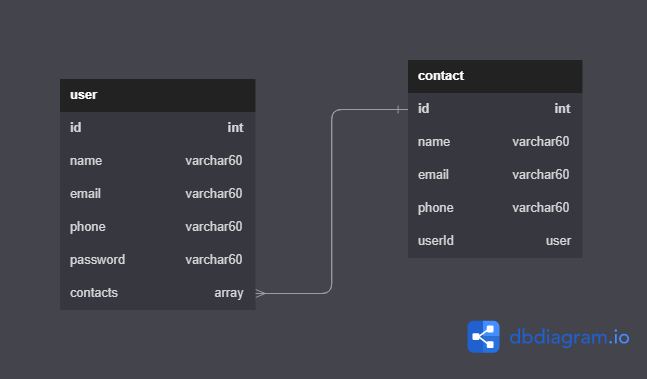 user
id int
name varchar60
email varchar60
phone varchar60
password varchar60
contacts array
contact
id int
name varchar60
email varchar60
phone varchar60
userId user
dbdiagram.io